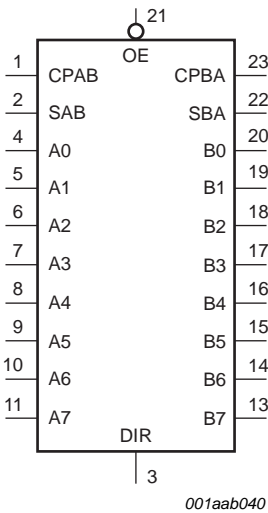 21
OE
1 CPAB CPBA 23
2 SAB SBA 22
4 A0 B0 20
5 A1 B1 19
6 A2 B2 18
7 A3 B3 17
8 A4 B4 16
9 A5 B5 15
10 A6 B6 14
11 A7 B7 13
DIR
3
001aab040